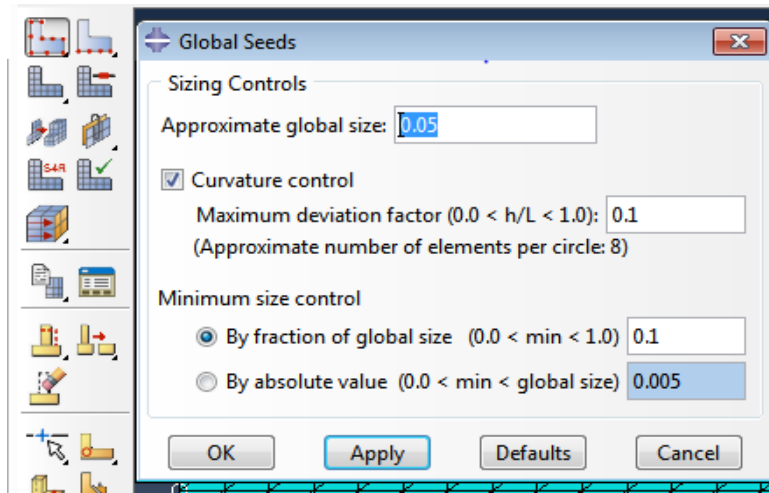 Global Seeds
Sizing Controls
Approximate global size: 0.05
Curvature control
Maximum deviation factor (0.0 < h/L < 1.0): 0.1
(Approximate number of elements per circle: 8)
Minimum size control
By fraction of global size (0.0 < min < 1.0) 0.1
By absolute value (0.0 < min < global size) 0.005
OK Apply Defaults Cancel
S4R